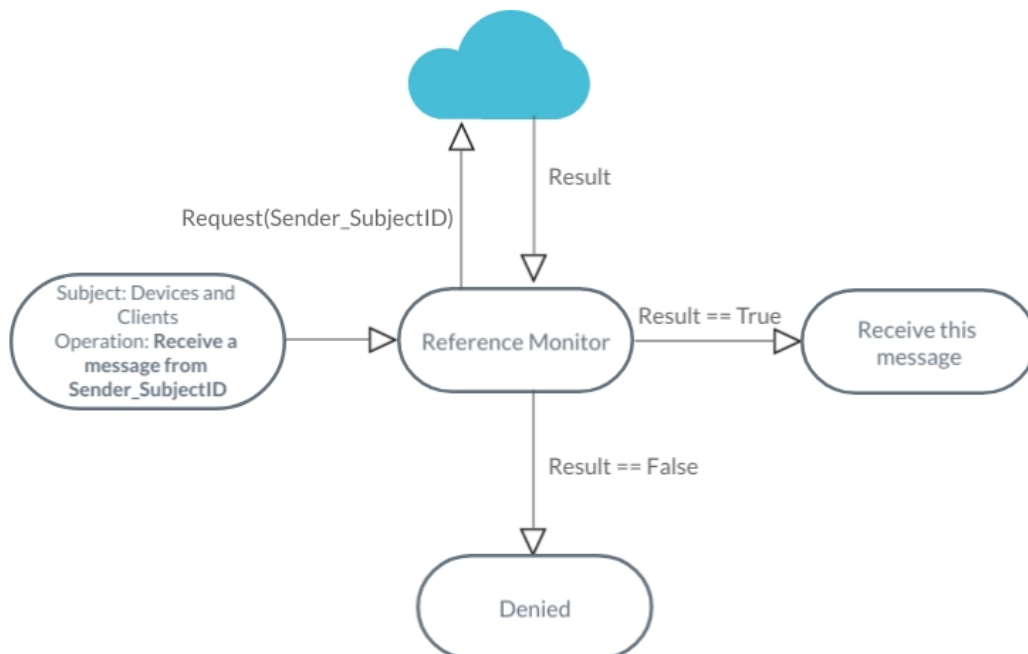 Result
Request(Sender_SubjectID)
Subject: Devices and
Clients
Operation: Receive a
message from
Sender_SubjectID
Reference Monitor
Result == True
Receive this
message
Result == False
Denied